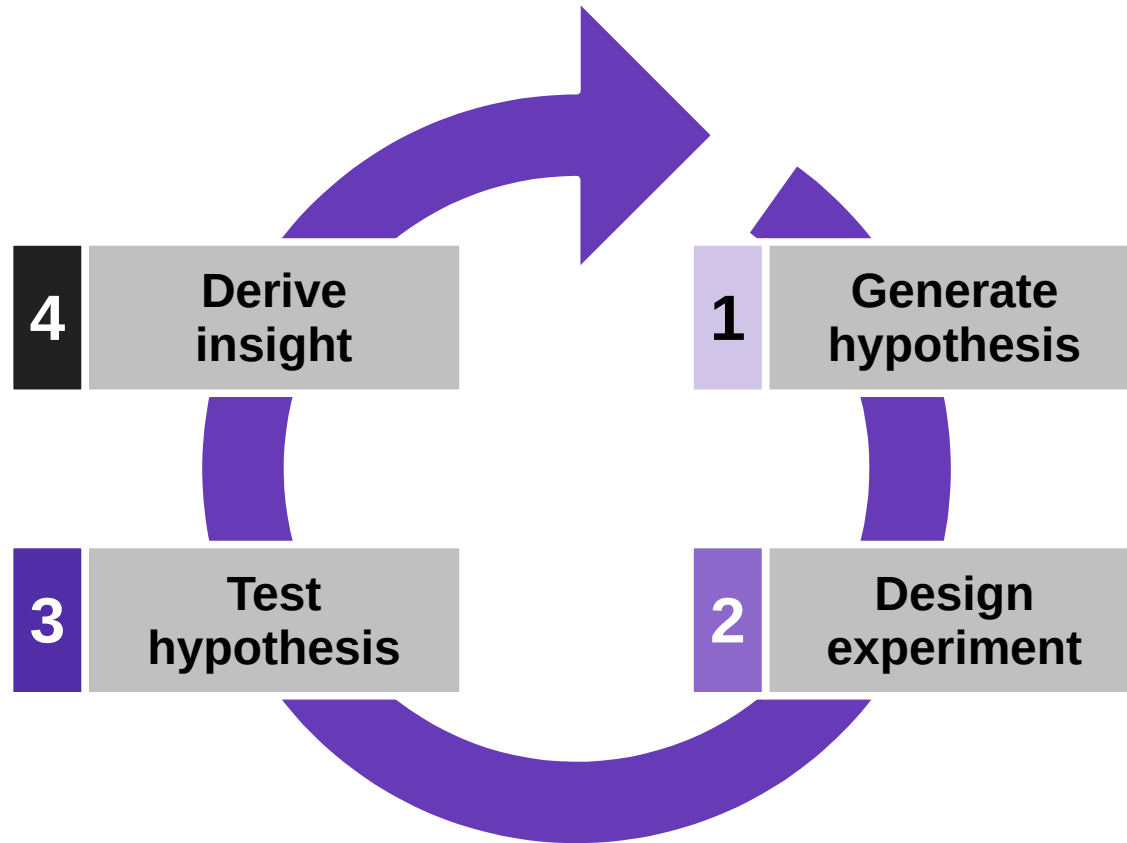 4
Derive
insight
1
Generate
hypothesis
3
Test
hypothesis
2
Design
experiment